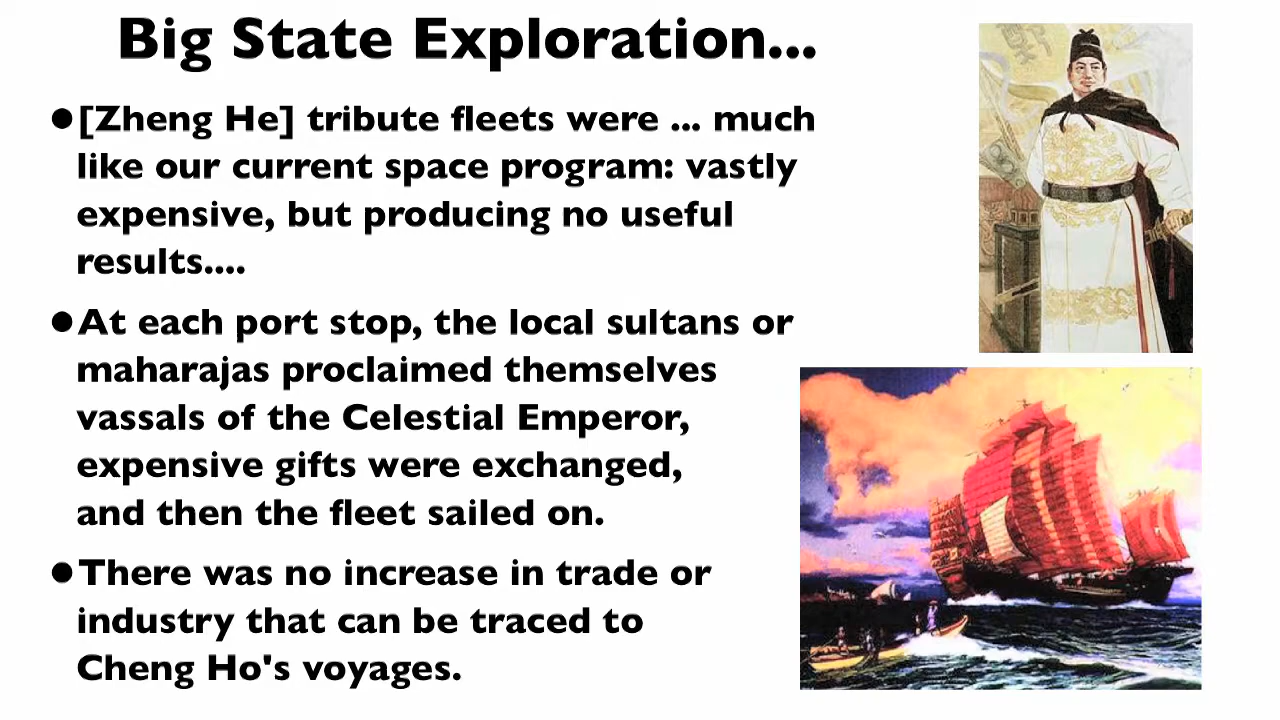 Big State Exploration...
●[Zheng He] tribute fleets were ... much
like our current space program: vastly
expensive, but producing no useful
results....
●At each port stop, the local sultans or
maharajas proclaimed themselves
vassals of the Celestial Emperor,
expensive gifts were exchanged,
and then the fleet sailed on.
●There was no increase in trade or
industry that can be traced to
Cheng Ho's voyages.